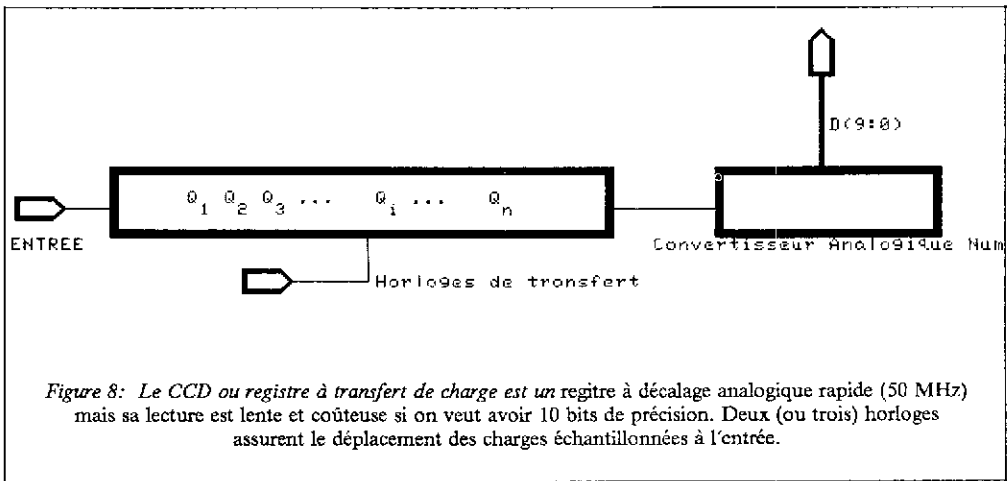 D(9:0)
Q1 Q2 Q3 ... Qi ... Qn
ENTREE
Convertisseur Analogique Num
Horloges de transfert
Figure 8: Le CCD ou registre à transfert de charge est un regitre à décalage analogique rapide (50 MHz)
mais sa lecture est lente et coûteuse si on veut avoir 10 bits de précision. Deux (ou trois) horloges
assurent le déplacement des charges échantillonnées à l'entrée.